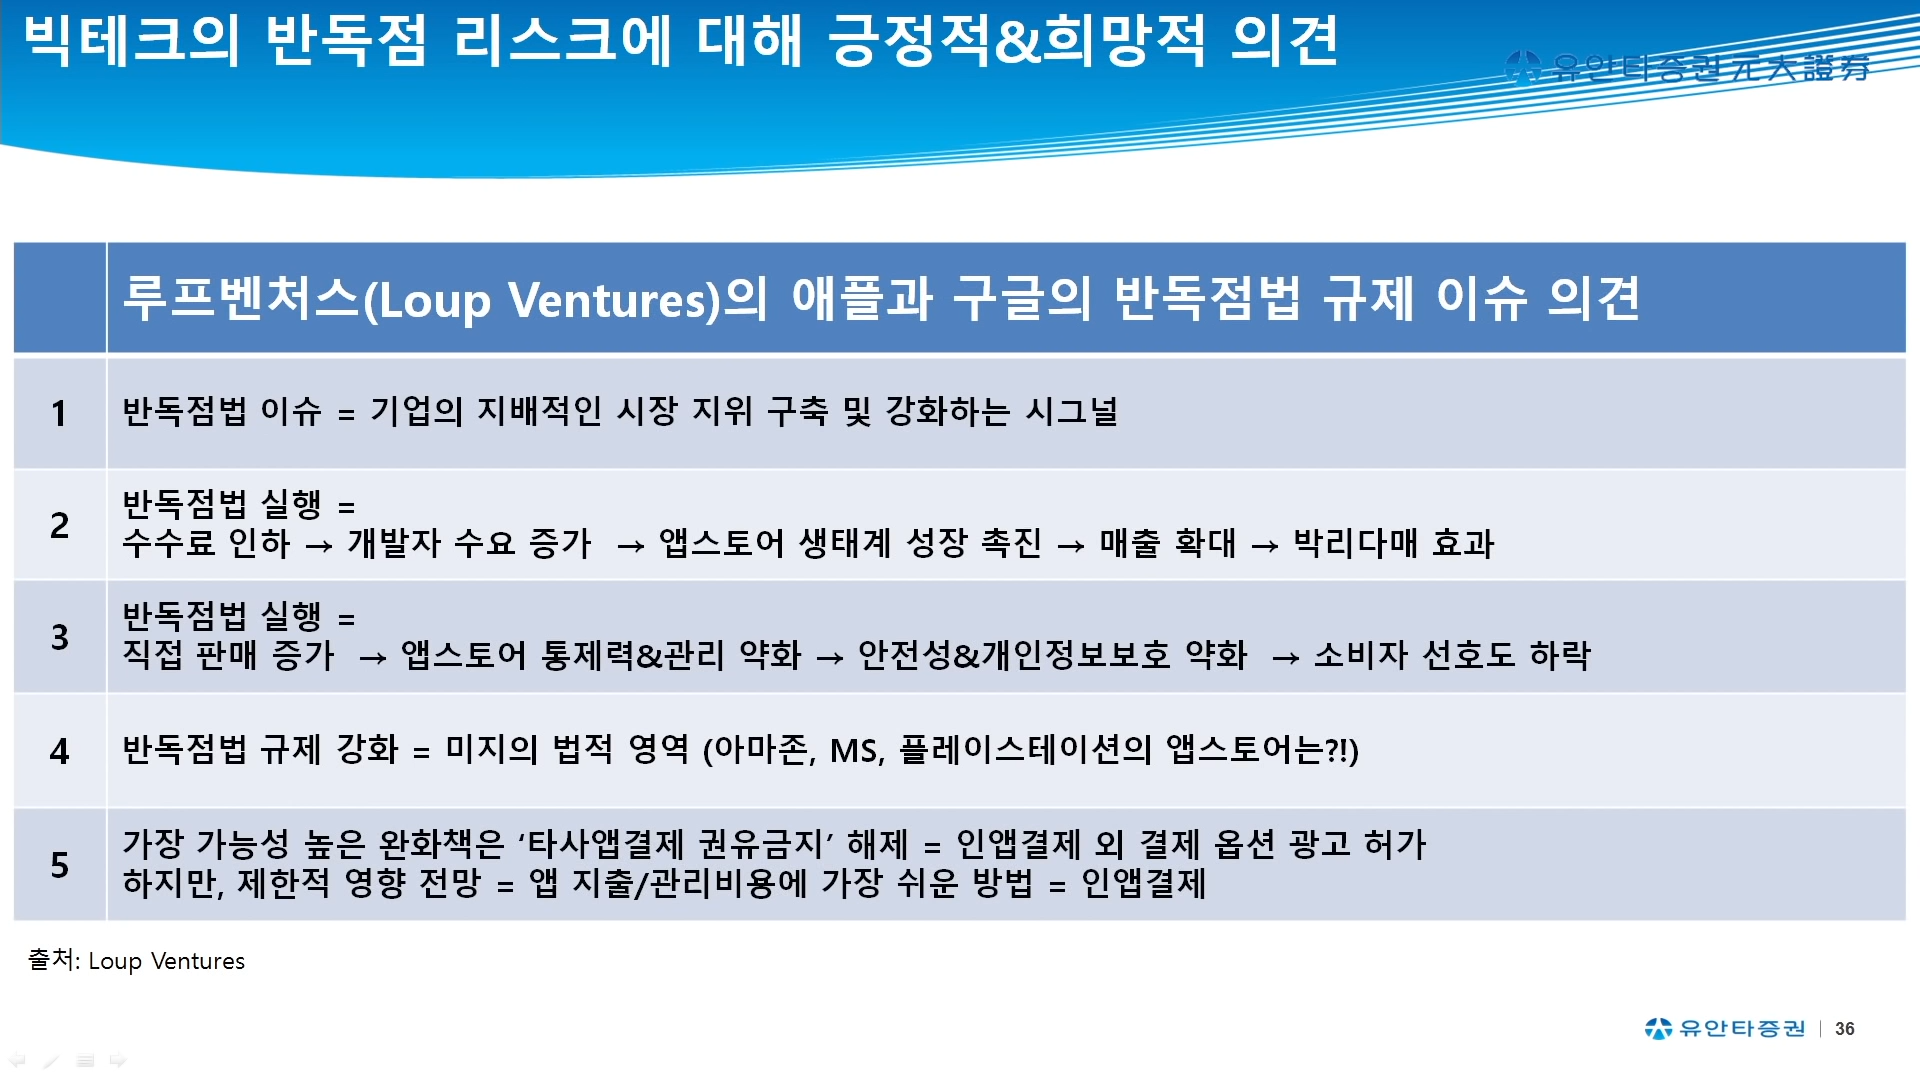 빅테크의 반독점 리스크에 대해 긍정적&희망적 의견
유안타증권 元大證券
루프벤처스(Loup Ventures)의 애플과 구글의 반독점법 규제 이슈 의견
1
반독점법 이슈 = 기업의 지배적인 시장 지위 구축 및 강화하는 시그널
2
반독점법 실행 =
수수료 인하 → 개발자 수요 증가 → 앱스토어 생태계 성장 촉진 → 매출 확대 → 박리다매 효과
3
반독점법 실행 =
직접 판매 증가 → 앱스토어 통제력&관리 약화 → 안전성&개인정보보호 약화 → 소비자 선호도 하락
4
반독점법 규제 강화 = 미지의 법적 영역 (아마존, MS, 플레이스테이션의 앱스토어는?!)
5
가장 가능성 높은 완화책은 ‘타사앱결제 권유금지’ 해제 = 인앱결제 외 결제 옵션 광고 허가
하지만, 제한적 영향 전망 = 앱 지출/관리비용에 가장 쉬운 방법 = 인앱결제
출처: Loup Ventures
유안타증권 | 36